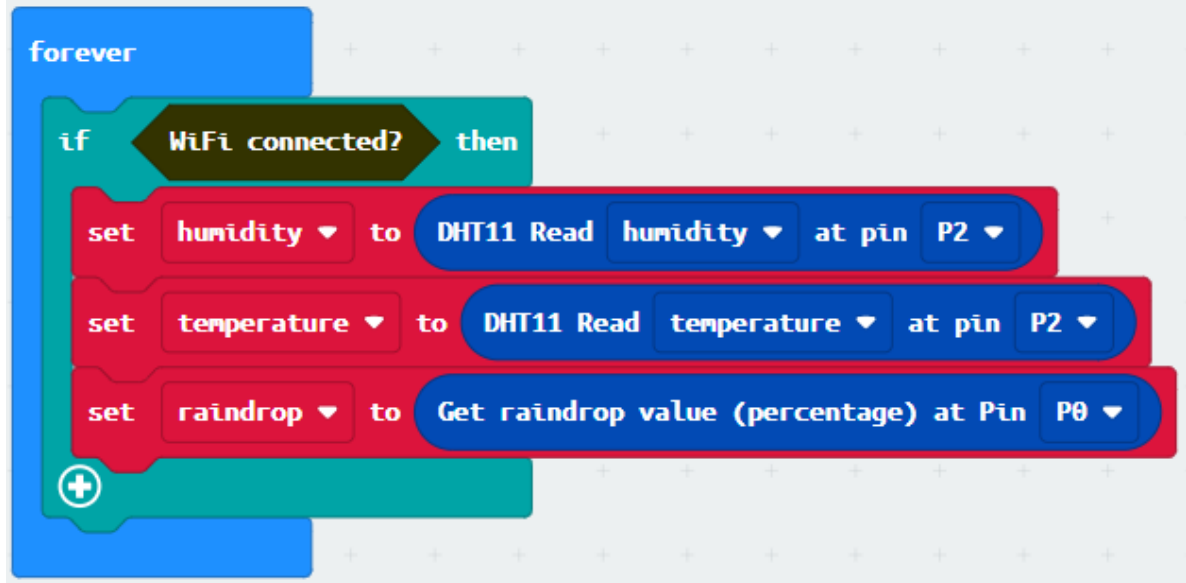 forever
if WiFi connected? then
set humidity to DHT11 Read humidity at pin P2
set temperature to DHT11 Read temperature at pin P2
set raindrop to Get raindrop value (percentage) at Pin P0